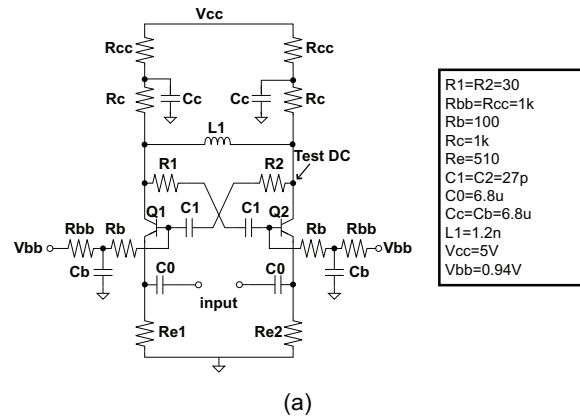 Vcc
Rcc
Rcc
Cc
Cc
Rc
Rc
L1
Test DC
R1
R2
Q1
C1
C1
Q2
Rbb
Rb
Rb
Rbb
Vbb
Vbb
Cb
C0
C0
Cb
input
Re1
Re2
R1=R2=30
Rbb=Rcc=1k
Rb=100
Rc=1k
Re=510
C1=C2=27p
C0=6.8u
Cc=Cb=6.8u
L1=1.2n
Vcc=5V
Vbb=0.94V
(a)